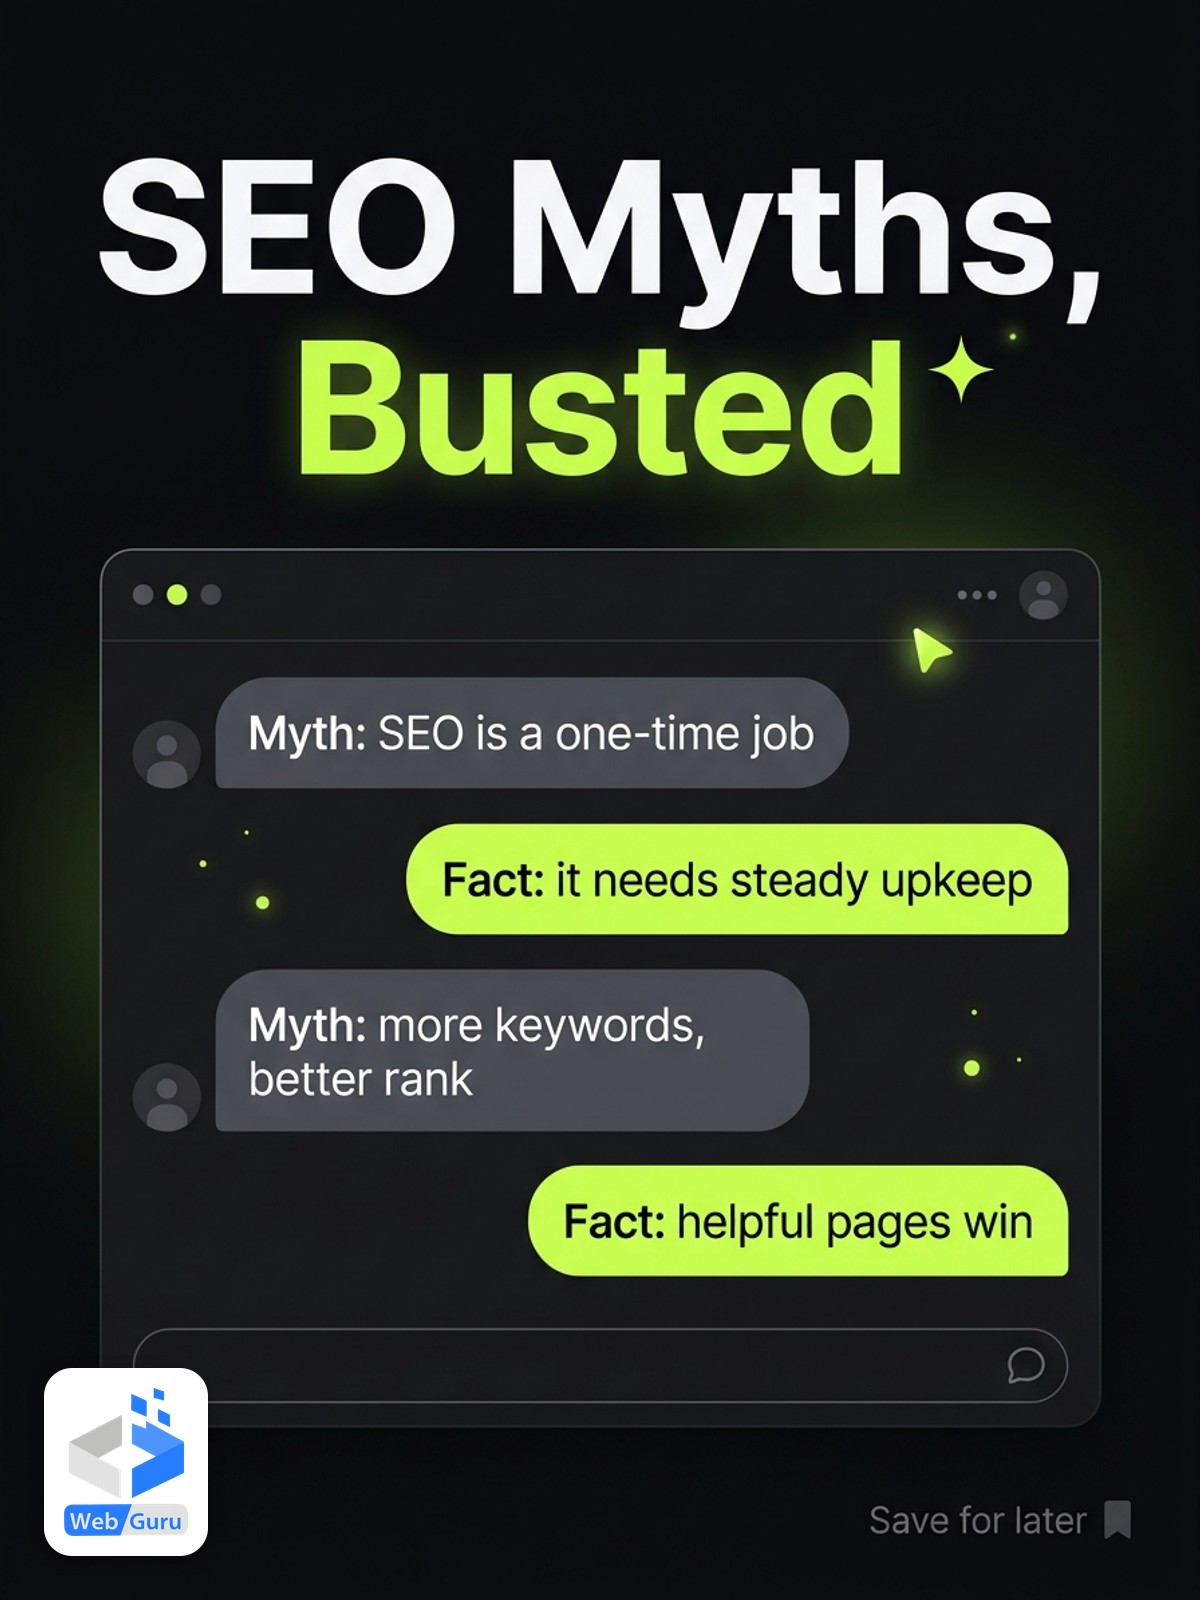 SEO Myths,
Busted
Myth: SEO is a one-time job
Fact: it needs steady upkeep
Myth: more keywords,
better rank
Fact: helpful pages win
Web Guru
Save for later